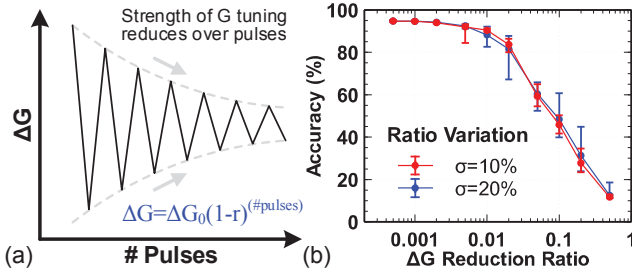 Strength of G tuning
reduces over pulses
ΔG
ΔG=ΔG₀(1-r)^(#pulses)
(a)
# Pulses
100
80
60
40
20
0
Accuracy (%)
Ratio Variation
σ=10%
σ=20%
0.001 0.01 0.1 1
(b)
ΔG Reduction Ratio